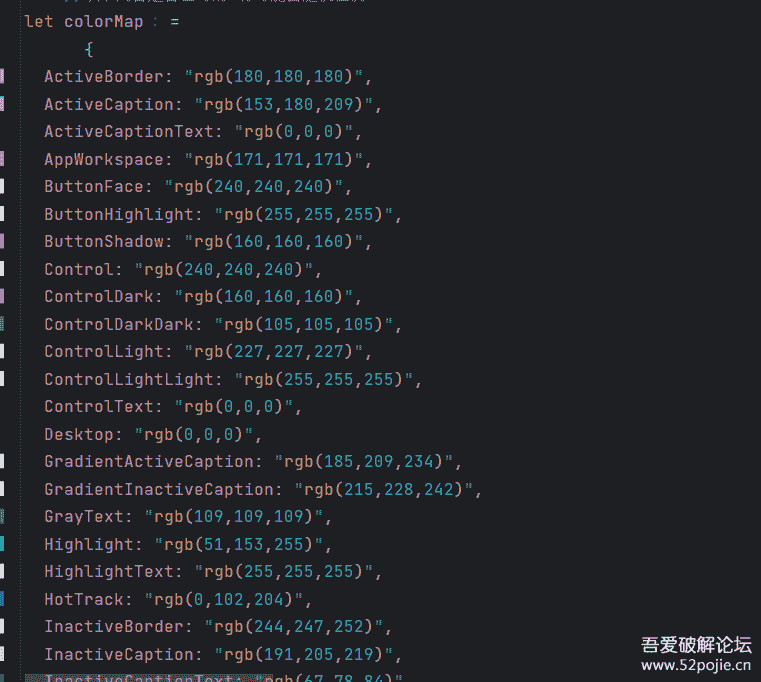 let colorMap : =
{
ActiveBorder: "rgb(180,180,180)",
ActiveCaption: "rgb(153,180,209)",
ActiveCaptionText: "rgb(0,0,0)",
AppWorkspace: "rgb(171,171,171)",
ButtonFace: "rgb(240,240,240)",
ButtonHighlight: "rgb(255,255,255)",
ButtonShadow: "rgb(160,160,160)",
Control: "rgb(240,240,240)",
ControlDark: "rgb(160,160,160)",
ControlDarkDark: "rgb(105,105,105)",
ControlLight: "rgb(227,227,227)",
ControlLightLight: "rgb(255,255,255)",
ControlText: "rgb(0,0,0)",
Desktop: "rgb(0,0,0)",
GradientActiveCaption: "rgb(185,209,234)",
GradientInactiveCaption: "rgb(215,228,242)",
GrayText: "rgb(109,109,109)",
Highlight: "rgb(51,153,255)",
HighlightText: "rgb(255,255,255)",
HotTrack: "rgb(0,102,204)",
InactiveBorder: "rgb(244,247,252)",
InactiveCaption: "rgb(191,205,219)",
InactiveCaptionText: "rgb(67,78,84)"
吾爱破解论坛
www.52pojie.cn